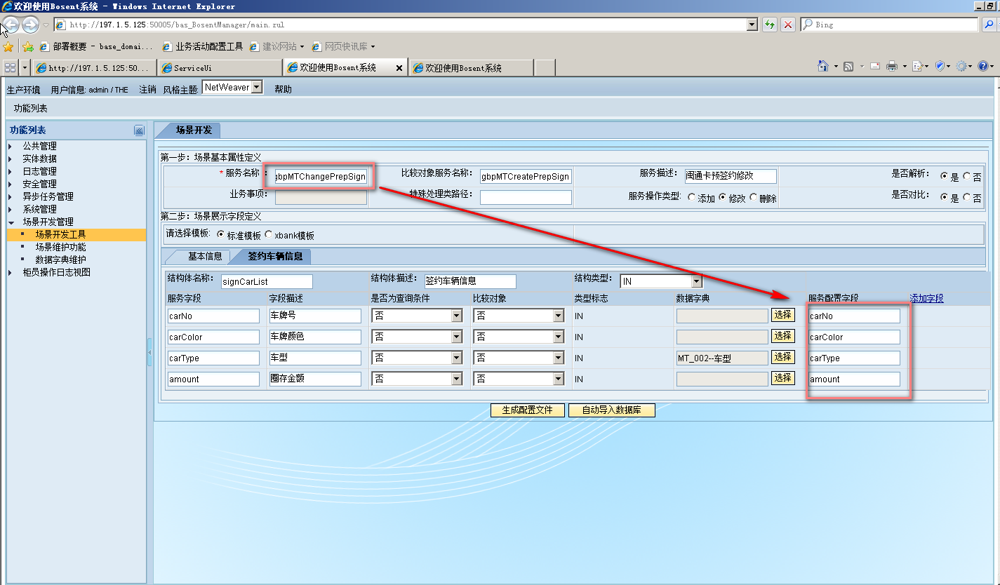 欢迎使用Bosent系统 - Windows Internet Explorer
http://197.1.5.125:50005/bas_BosentManager/main.zul
Bing
部署概要 - base_domai...
业务活动配置工具
建议网站
网页快讯库
http://197.1.5.125:50...
ServiceUi
欢迎使用Bosent系统
欢迎使用Bosent系统
生产环境 用户信息: admin / THE 注销 风格主题: NetWeaver 帮助
功能列表
功能列表
公共管理
实体数据
日志管理
安全管理
异步任务管理
系统管理
场景开发管理
场景开发工具
场景维护功能
数据字典维护
柜员操作日志视图
场景开发
第一步: 场景基本属性定义
* 服务名称: gbpMTChangePrepSign 比较对象服务名称: gbpMTCreatePrepSign 服务描述: 闽通卡预签约修改 是否解析: 是 否
业务事项: 特殊处理类路径: 服务操作类型: 添加 修改 删除 是否对比: 是 否
第二步: 场景展示字段定义
请选择模板: 标准模板 xbank模板
基本信息 签约车辆信息
结构体名称: signCarList 结构体描述: 签约车辆信息 结构类型: IN
服务字段 字段描述 是否为查询条件 比较对象 类型标志 数据字典 服务配置字段 添加字段
carNo 车牌号 否 否 IN 选择 carNo
carColor 车牌颜色 否 否 IN 选择 carColor
carType 车型 否 否 IN MT_002--车型 选择 carType
amount 圈存金额 否 否 IN 选择 amount
生成配置文件 自动导入数据库